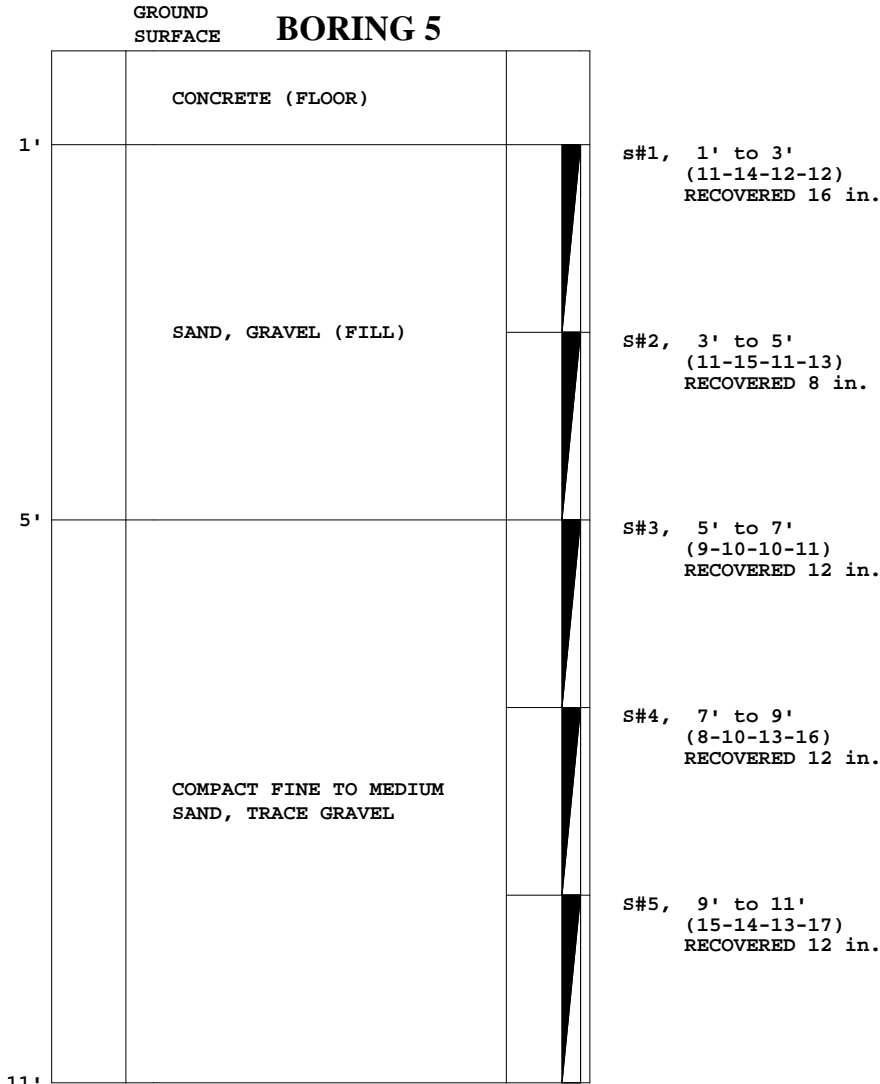 GROUND
SURFACE
BORING 5
CONCRETE (FLOOR)
1'
s#1, 1' to 3'
(11-14-12-12)
RECOVERED 16 in.
SAND, GRAVEL (FILL)
S#2, 3' to 5'
(11-15-11-13)
RECOVERED 8 in.
5'
S#3, 5' to 7'
(9-10-10-11)
RECOVERED 12 in.
S#4, 7' to 9'
(8-10-13-16)
RECOVERED 12 in.
COMPACT FINE TO MEDIUM
SAND, TRACE GRAVEL
S#5, 9' to 11'
(15-14-13-17)
RECOVERED 12 in.
11'